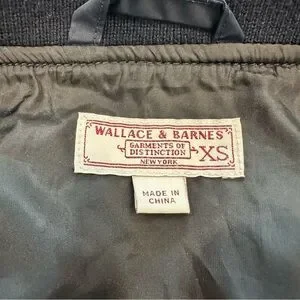 WALLACE & BARNES
GARMENTS OF
DISTINCTION
XS
NEW YORK
MADE IN
CHINA